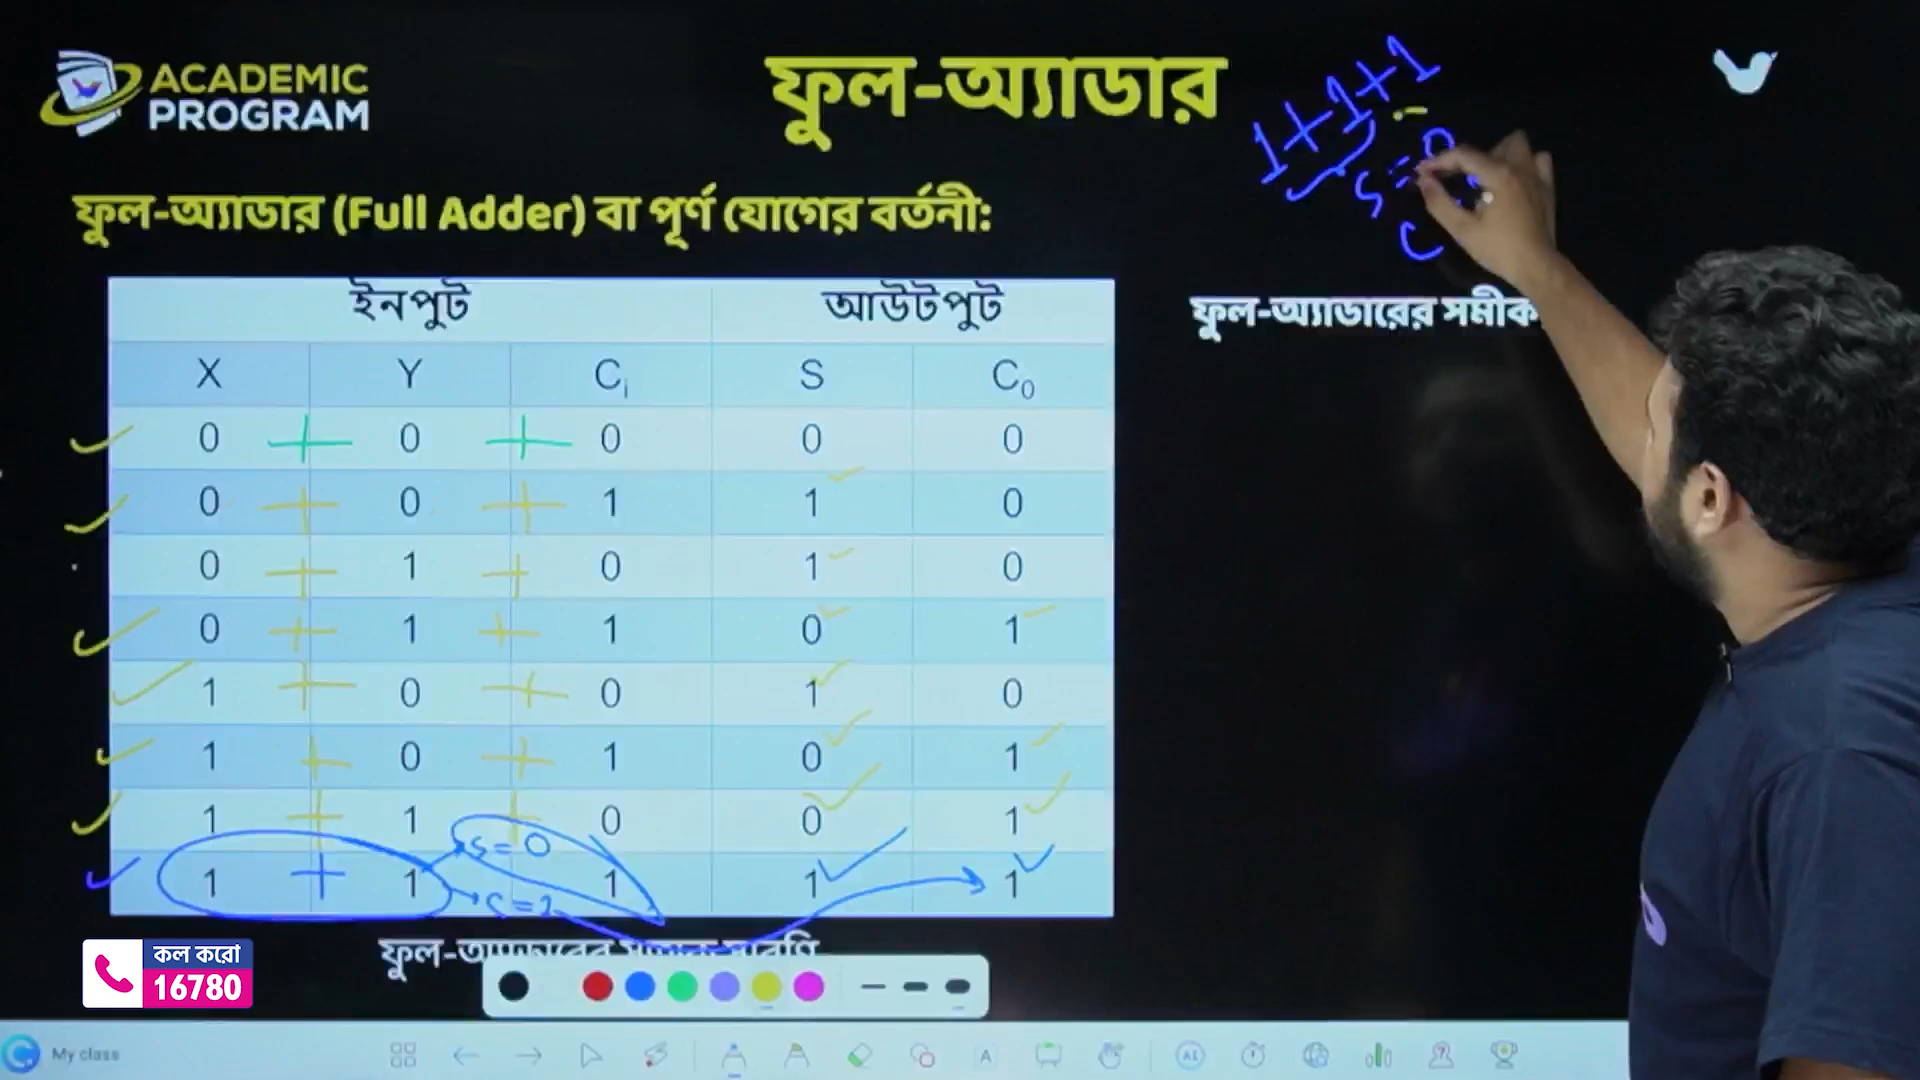 ACADEMIC
PROGRAM
ফুল-অ্যাডার
1+1+1
S=0
C
ফুল-অ্যাডার (Full Adder) বা পূর্ণ যোগের বর্তনী:
ফুল-অ্যাডারের
ইনপুট আউটপুট
X Y Ci S C0
0 + 0 + 0 0 0
0 + 0 + 1 1 0
0 + 1 + 0 1 0
0 + 1 + 1 0 1
1 + 0 + 0 1 0
1 + 0 + 1 0 1
1 + 1 + 0 0 1
S=0
1 + 1 1 1 1
C=1
ফুল-অ্যাডারের
কল করো
16780
My class
A
AI